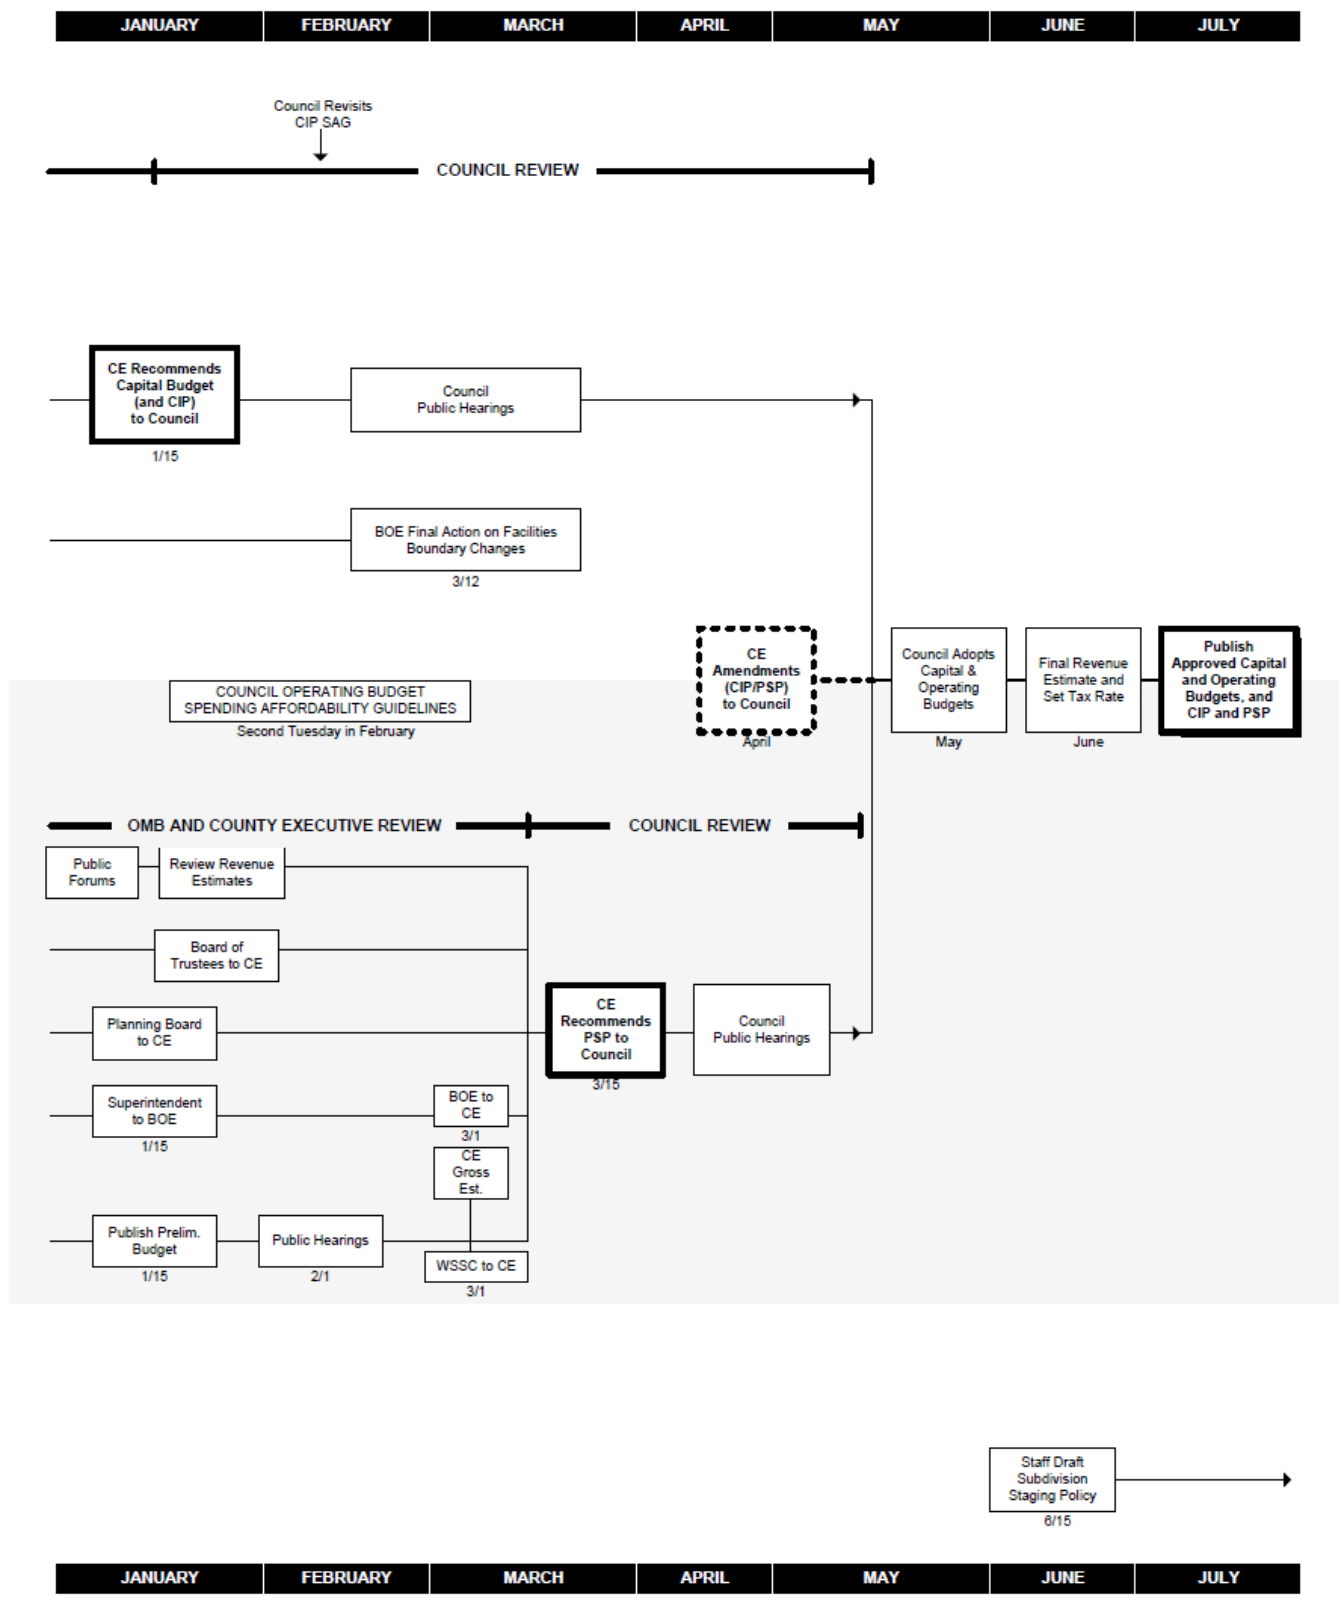 JANUARY FEBRUARY MARCH APRIL MAY JUNE JULY
Council Revisits
CIP SAG
COUNCIL REVIEW
CE Recommends
Capital Budget
(and CIP)
to Council
1/15
Council
Public Hearings
BOE Final Action on Facilities
Boundary Changes
3/12
CE
Amendments
(CIP/PSP)
to Council
April
Council Adopts
Capital &
Operating
Budgets
May
Final Revenue
Estimate and
Set Tax Rate
June
Publish
Approved Capital
and Operating
Budgets, and
CIP and PSP
COUNCIL OPERATING BUDGET
SPENDING AFFORDABILITY GUIDELINES
Second Tuesday in February
OMB AND COUNTY EXECUTIVE REVIEW
COUNCIL REVIEW
Public
Forums
Review Revenue
Estimates
Board of
Trustees to CE
Planning Board
to CE
CE
Recommends
PSP to
Council
3/15
Council
Public Hearings
Superintendent
to BOE
1/15
BOE to
CE
3/1
CE
Gross
Est.
Publish Prelim.
Budget
1/15
Public Hearings
2/1
WSSC to CE
3/1
Staff Draft
Subdivision
Staging Policy
6/15
JANUARY FEBRUARY MARCH APRIL MAY JUNE JULY